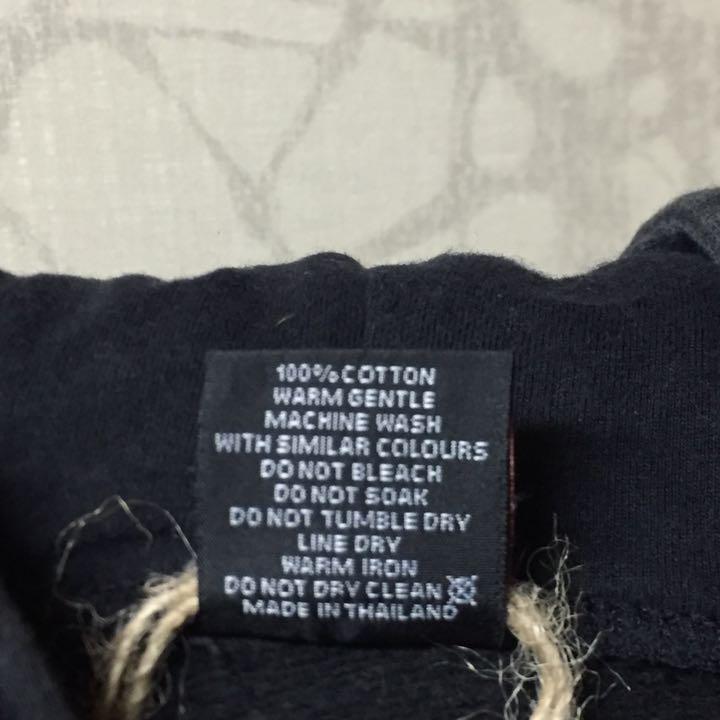 100% COTTON
WARM GENTLE
MACHINE WASH
WITH SIMILAR COLOURS
DO NOT BLEACH
DO NOT SOAK
DO NOT TUMBLE DRY
LINE DRY
WARM IRON
DO NOT DRY CLEAN
MADE IN THAILAND